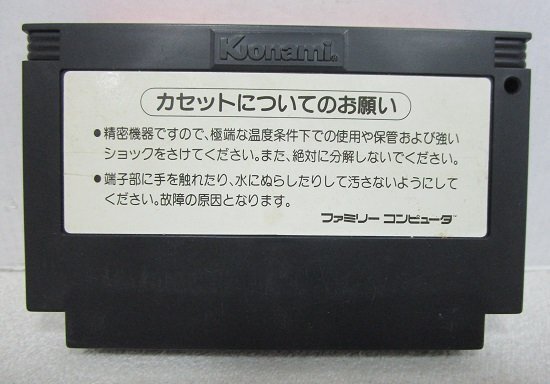 Konami®
カセットについてのお願い
●精密機器ですので、極端な温度条件下での使用や保管および強い
ショックをさけてください。また、絶対に分解しないでください。
●端子部に手を触れたり、水にぬらしたりして汚さないようにして
ください。故障の原因となります。
ファミリー コンピュータ™